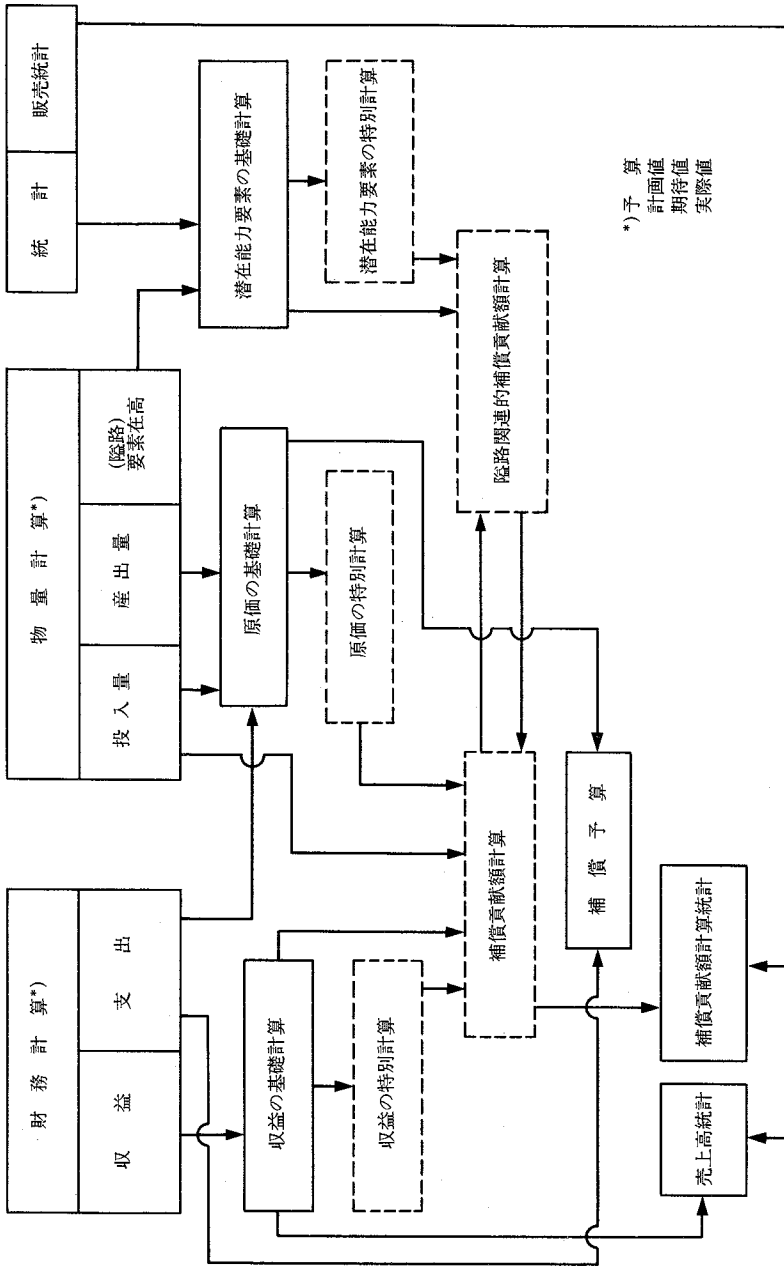 財務計算*)
収益
支出
物量計算*)
投入量
産出量
(隘路)
要素在高
統計
販売統計
収益の基礎計算
原価の基礎計算
潜在能力要素の基礎計算
収益の特別計算
原価の特別計算
潜在能力要素の特別計算
補償貢献額計算
隘路関連的補償貢献額計算
補償予算
売上高統計
補償貢献額計算統計
*)予算
計画値
期待値
実際値